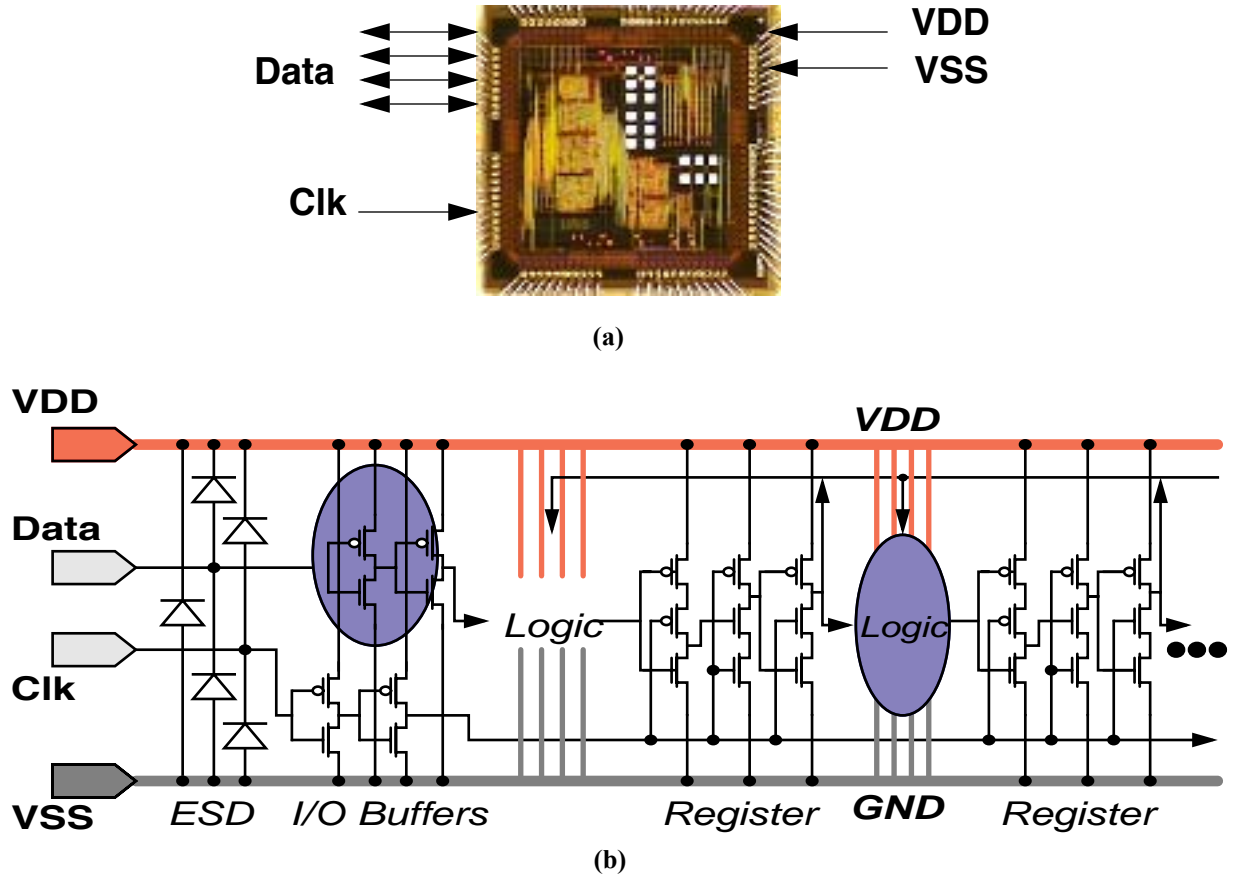 VDD
Data
VSS
Clk
(a)
VDD
VDD
Data
Logic
Logic
Clk
VSS
ESD
I/O Buffers
Register
GND
Register
(b)